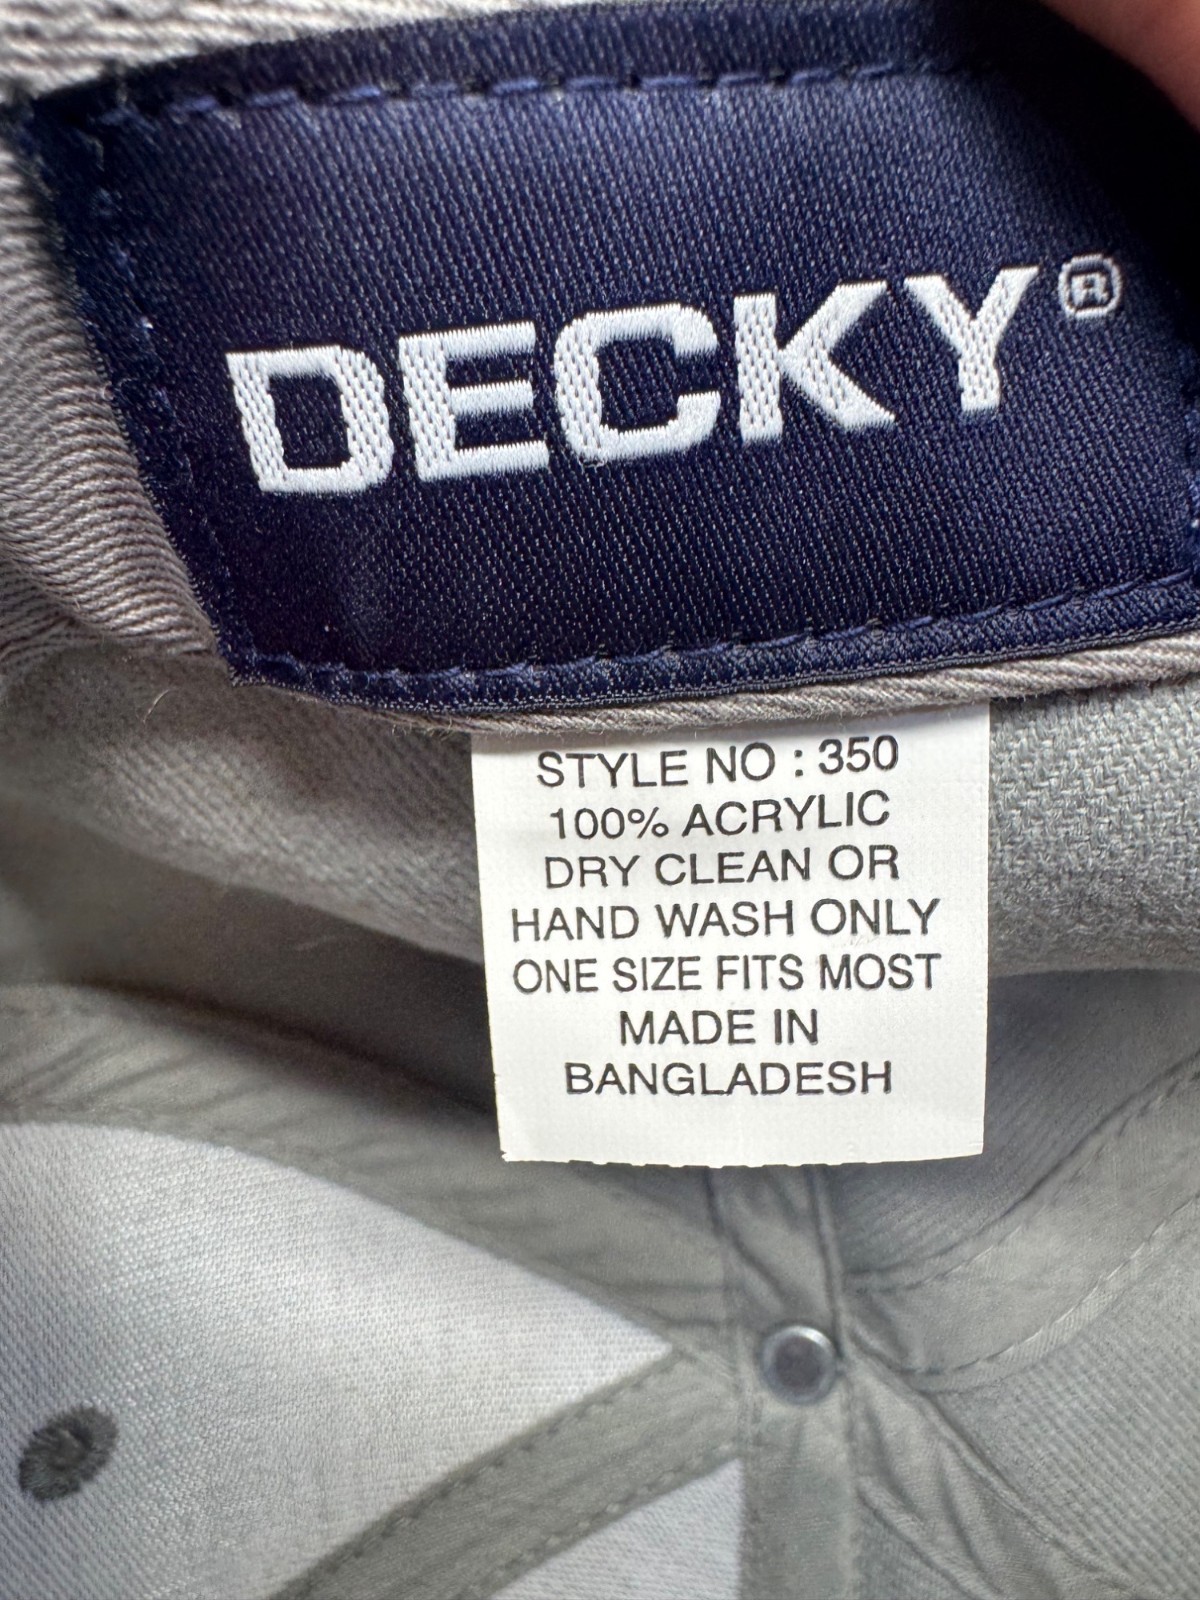 DECKY®
STYLE NO : 350
100% ACRYLIC
DRY CLEAN OR
HAND WASH ONLY
ONE SIZE FITS MOST
MADE IN
BANGLADESH